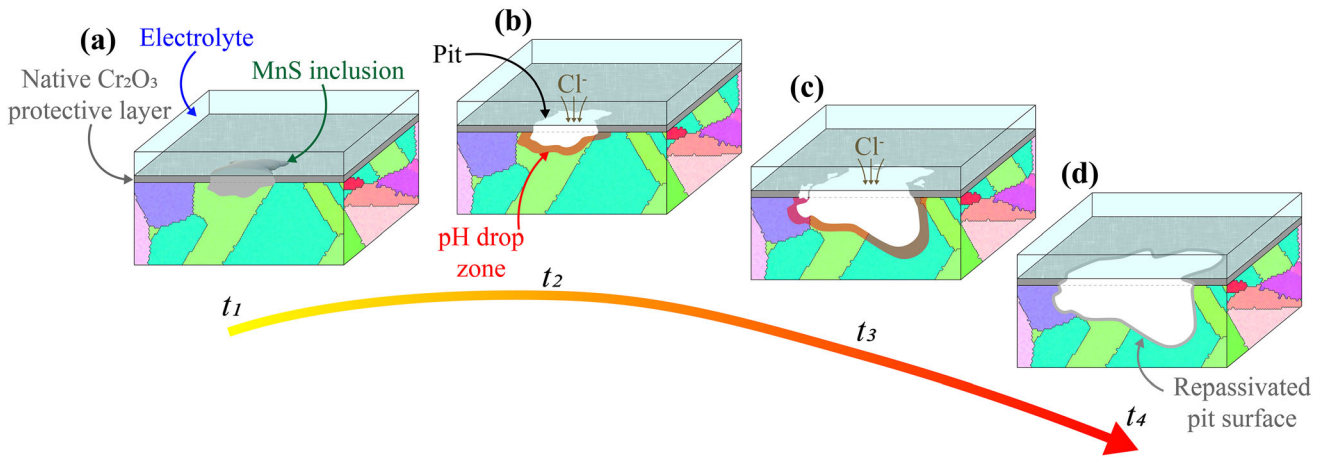 (a)
Electrolyte
MnS inclusion
Native Cr₂O₃
protective layer
(b)
Pit
Cl⁻
pH drop
zone
(c)
Cl⁻
(d)
Repassivated
pit surface
t₁
t₂
t₃
t₄